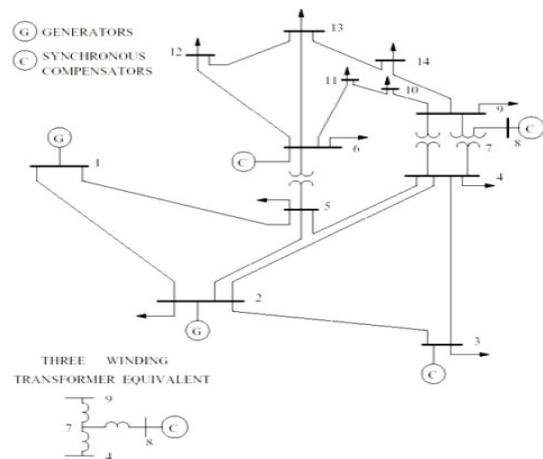 G GENERATORS
C SYNCHRONOUS
COMPENSATORS
13
12
14
11
10
9
G
C
7
8
C
1
6
4
5
2
G
3
C
THREE WINDING
TRANSFORMER EQUIVALENT
9
7
8
C
4